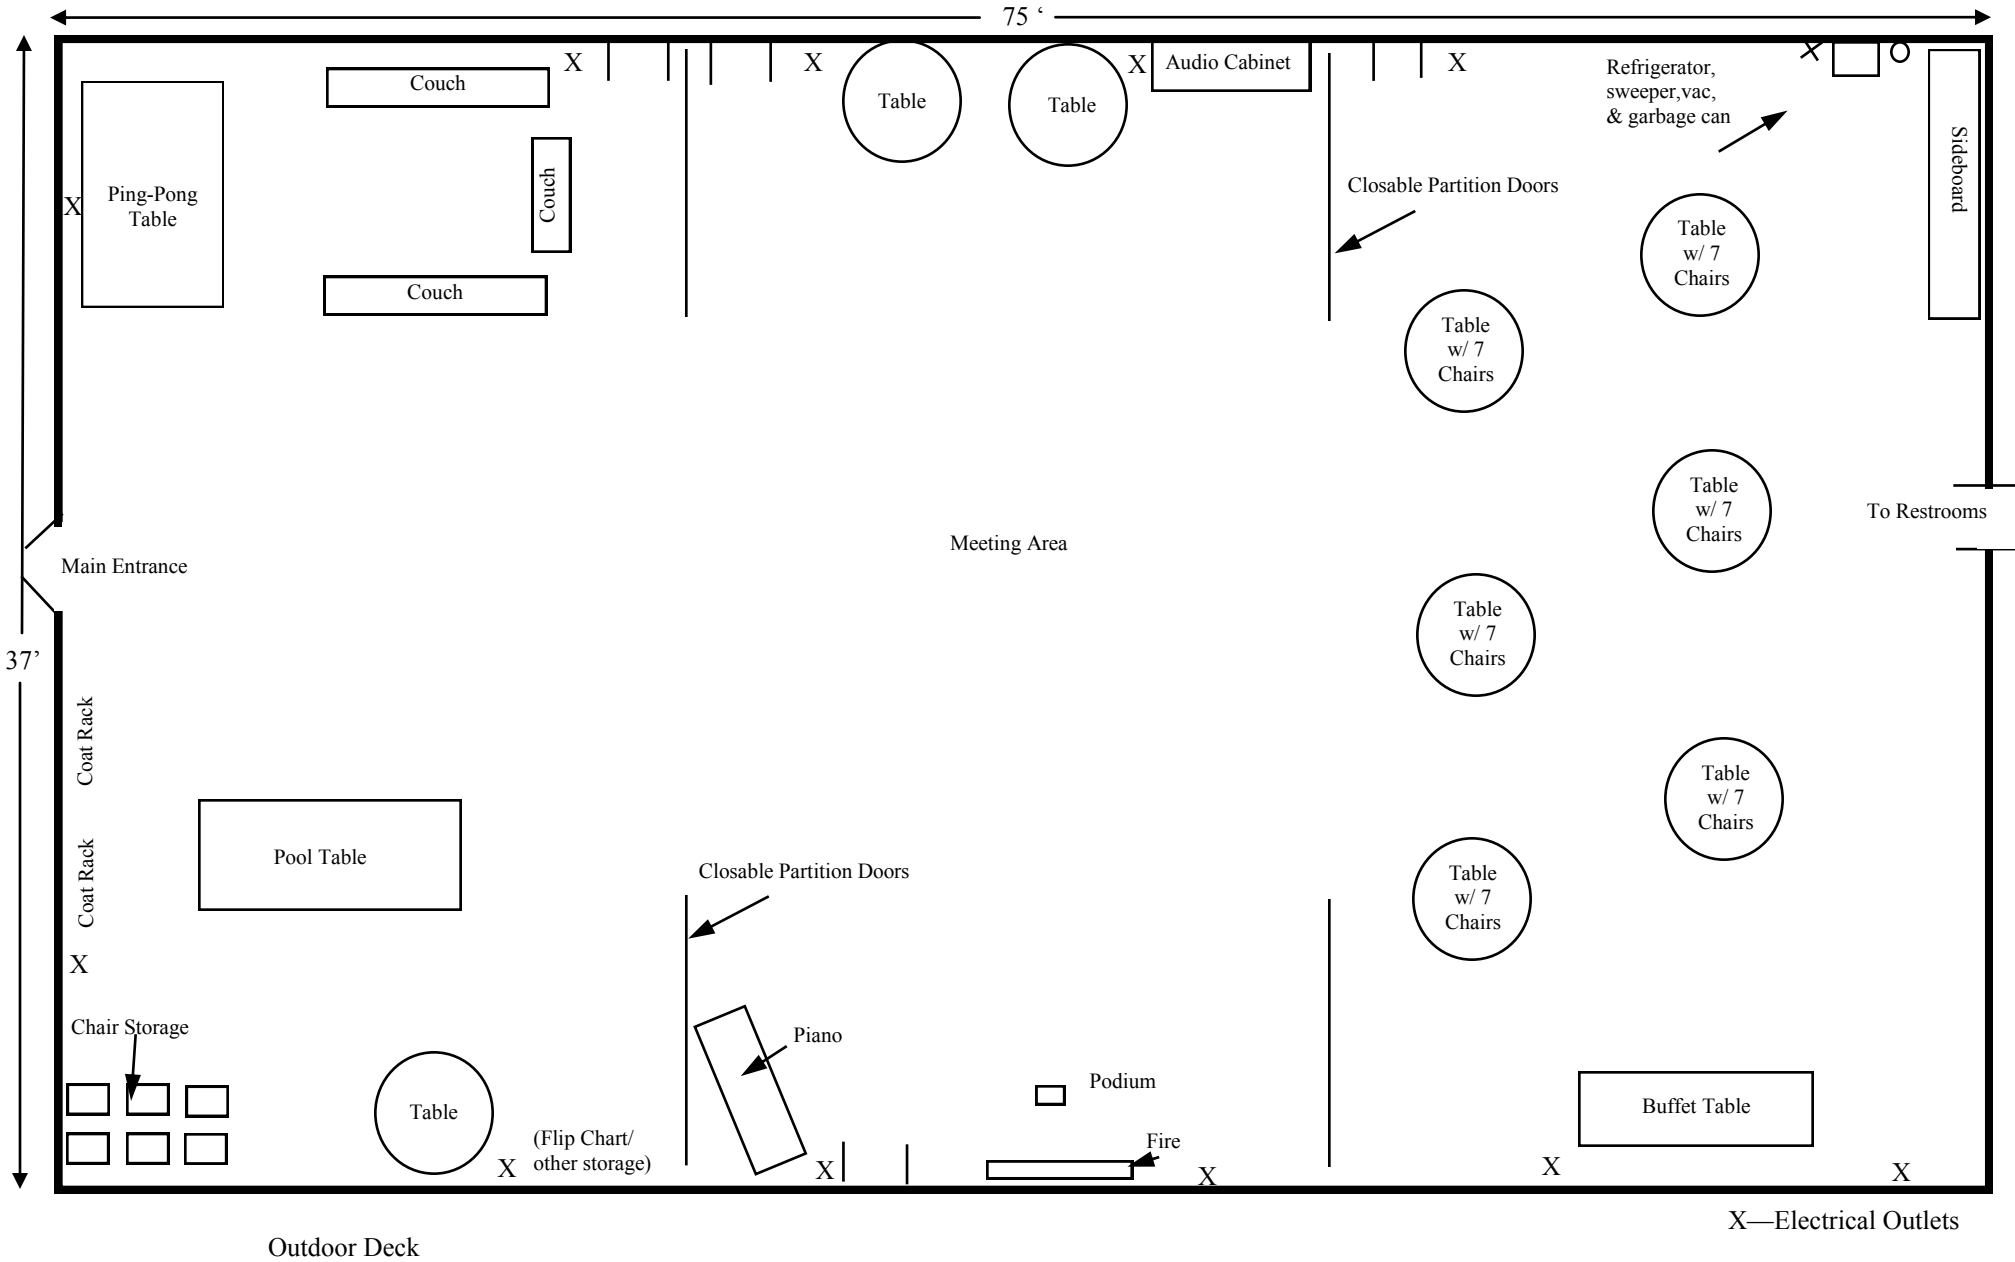 75 ‘
X
X
X
X
X
Couch
Table
Table
Audio Cabinet
Refrigerator,
sweeper,vac,
& garbage can
Sideboard
Ping-Pong
Table
X
Couch
Couch
Closable Partition Doors
Table
w/ 7
Chairs
Table
w/ 7
Chairs
Table
w/ 7
Chairs
To Restrooms
Meeting Area
Main Entrance
Table
w/ 7
Chairs
37’
Coat Rack
Table
w/ 7
Chairs
Coat Rack
Pool Table
Closable Partition Doors
Table
w/ 7
Chairs
X
Chair Storage
Piano
Podium
Table
Buffet Table
(Flip Chart/
other storage)
Fire
X
X
X
X
X
X—Electrical Outlets
Outdoor Deck